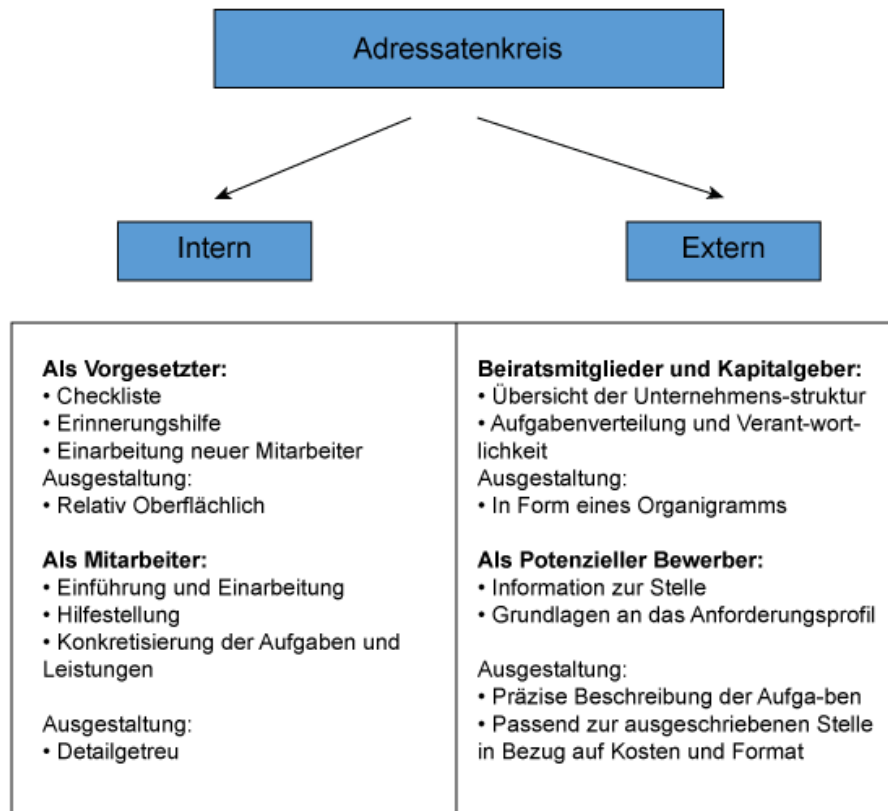 Adressatenkreis
Intern
Extern
Als Vorgesetzter:
• Checkliste
• Erinnerungshilfe
• Einarbeitung neuer Mitarbeiter
Ausgestaltung:
• Relativ Oberflächlich
Als Mitarbeiter:
• Einführung und Einarbeitung
• Hilfestellung
• Konkretisierung der Aufgaben und
Leistungen
Ausgestaltung:
• Detailgetreu
Beiratsmitglieder und Kapitalgeber:
• Übersicht der Unternehmens-struktur
• Aufgabenverteilung und Verant-wort-
lichkeit
Ausgestaltung:
• In Form eines Organigramms
Als Potenzieller Bewerber:
• Information zur Stelle
• Grundlagen an das Anforderungsprofil
Ausgestaltung:
• Präzise Beschreibung der Aufga-ben
• Passend zur ausgeschriebenen Stelle
in Bezug auf Kosten und Format